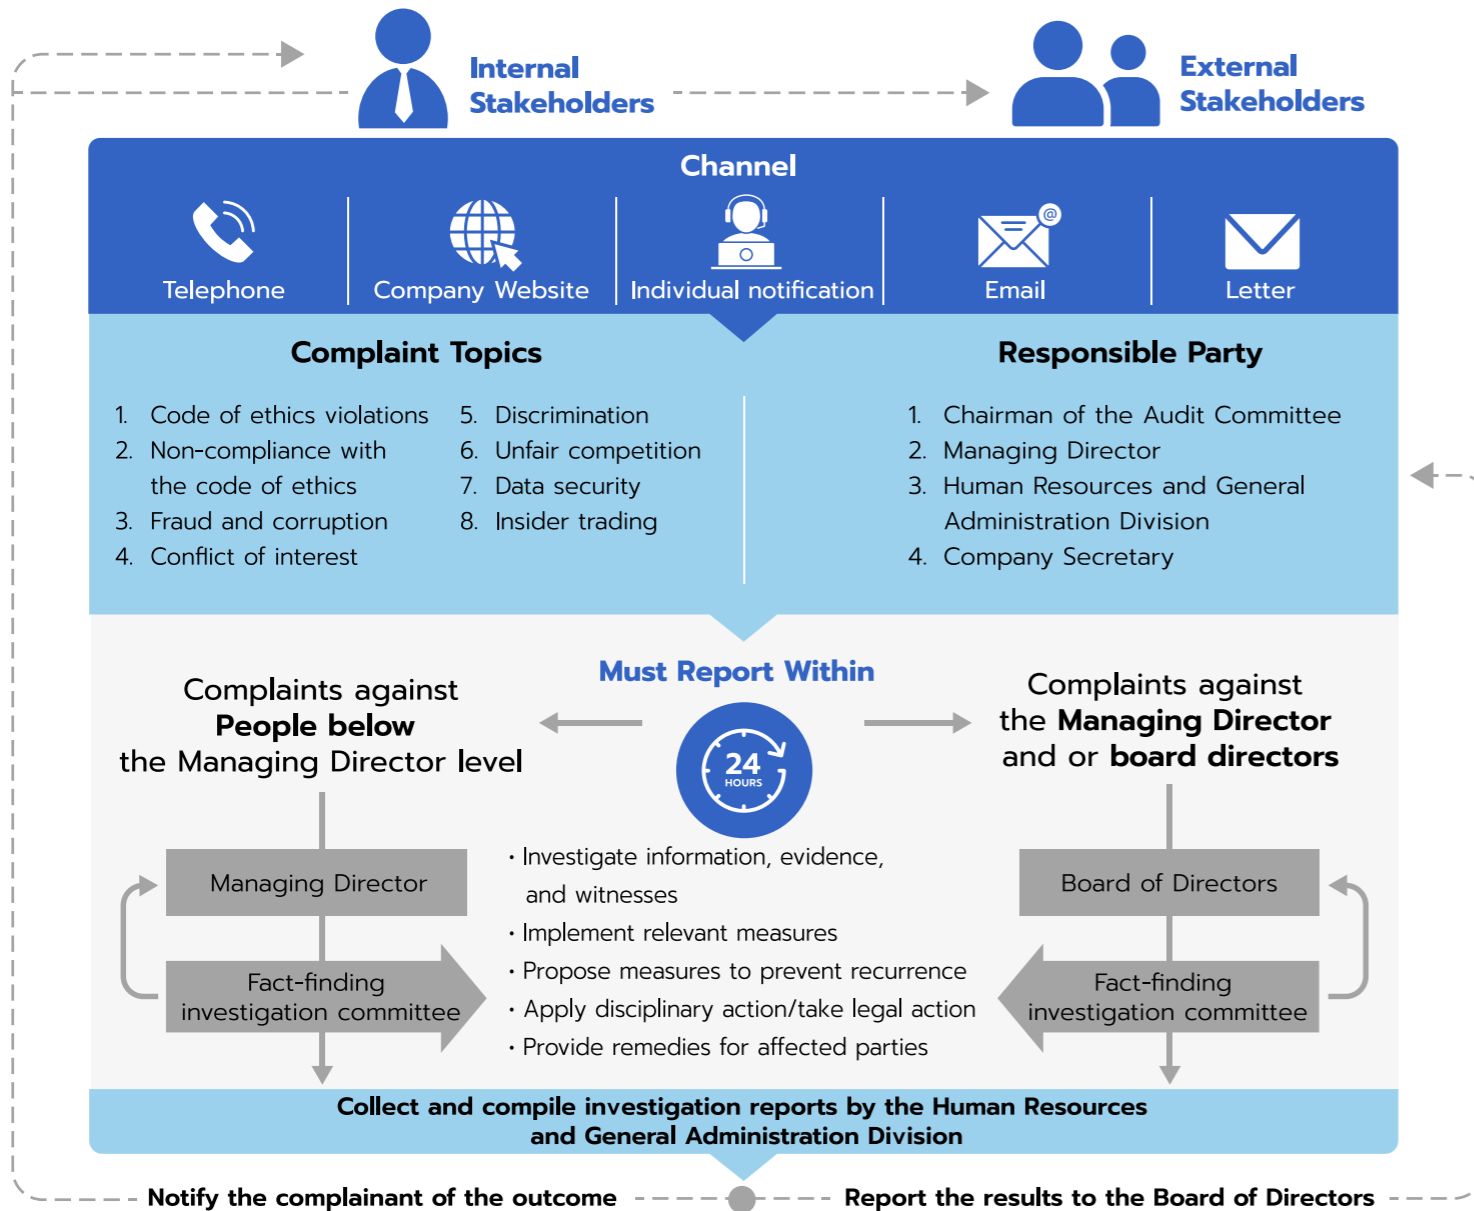 Internal
Stakeholders
External
Stakeholders
Channel
Telephone
Company Website
Individual notification
@
Email
Letter
Complaint Topics
1. Code of ethics violations
2. Non-compliance with
the code of ethics
3. Fraud and corruption
4. Conflict of interest
5. Discrimination
6. Unfair competition
7. Data security
8. Insider trading
Responsible Party
1. Chairman of the Audit Committee
2. Managing Director
3. Human Resources and General
Administration Division
4. Company Secretary
Must Report Within
24
HOURS
Complaints against
People below
the Managing Director level
Complaints against
the Managing Director
and or board directors
Managing Director
Fact-finding
investigation committee
· Investigate information, evidence,
and witnesses
· Implement relevant measures
· Propose measures to prevent recurrence
· Apply disciplinary action/take legal action
· Provide remedies for affected parties
Board of Directors
Fact-finding
investigation committee
Collect and compile investigation reports by the Human Resources
and General Administration Division
Notify the complainant of the outcome
Report the results to the Board of Directors